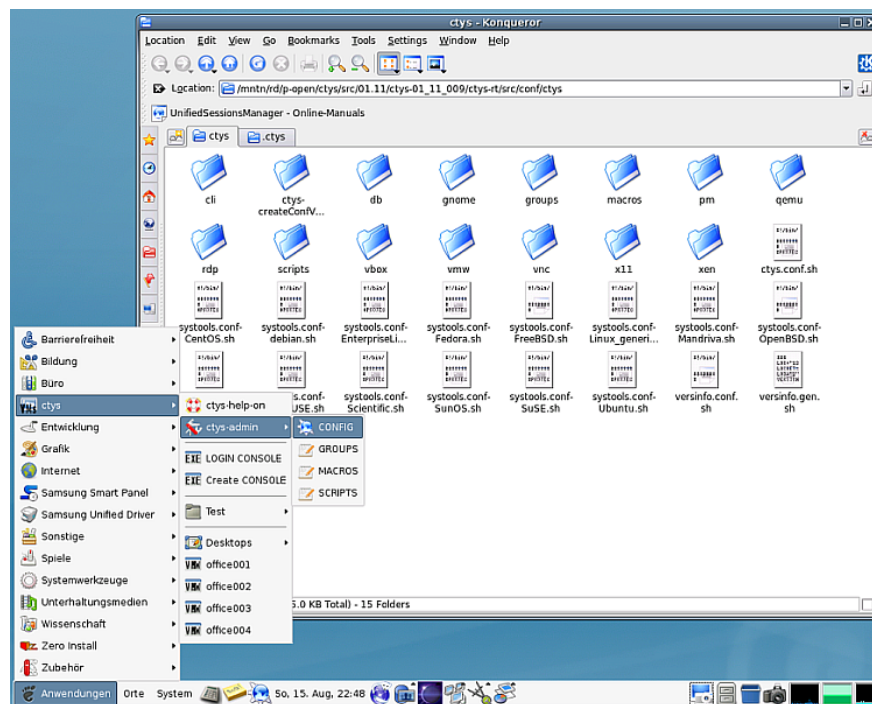 ctys - Konqueror
Location Edit View Go Bookmarks Tools Settings Window Help
Location: /mntn/rd/p-open/ctys/src/01.11/ctys-01_11_009/ctys-rt/src/conf/ctys
UnifiedSessionsManager - Online-Manuals
ctys .ctys
cli ctys-createConfV... db gnome groups macros pm qemu
rdp scripts vbox vmw vnc x11 xen ctys.conf.sh
systools.conf-CentOS.sh systools.conf-debian.sh systools.conf-EnterpriseLi... systools.conf-Fedora.sh systools.conf-FreeBSD.sh systools.conf-Linux_generi... systools.conf-Mandriva.sh systools.conf-OpenBSD.sh
s.conf-USE.sh systools.conf-Scientific.sh systools.conf-SunOS.sh systools.conf-SuSE.sh systools.conf-Ubuntu.sh versinfo.conf.sh versinfo.gen.sh
5.0 KB Total) - 15 Folders
Barrierefreiheit
Bildung
Büro
ctys
Entwicklung
Grafik
Internet
Samsung Smart Panel
Samsung Unified Driver
Sonstige
Spiele
Systemwerkzeuge
Unterhaltungsmedien
Wissenschaft
Zero Install
Zubehör
ctys-help-on
ctys-admin
EXE LOGIN CONSOLE
EXE Create CONSOLE
Test
Desktops
office001
office002
office003
office004
CONFIG
GROUPS
MACROS
SCRIPTS
Anwendungen Orte System So, 15. Aug, 22:48